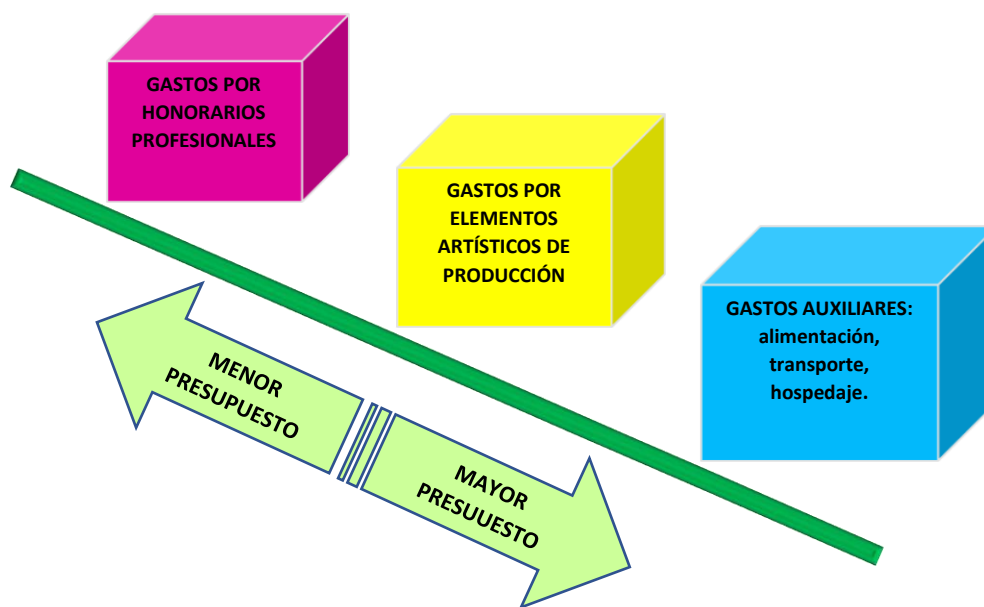 GASTOS POR
HONORARIOS
PROFESIONALES
GASTOS POR
ELEMENTOS
ARTÍSTICOS DE
PRODUCCIÓN
GASTOS AUXILIARES:
alimentación,
transporte,
hospedaje.
MENOR
PRESUPUESTO
MAYOR
PRESUUESTO